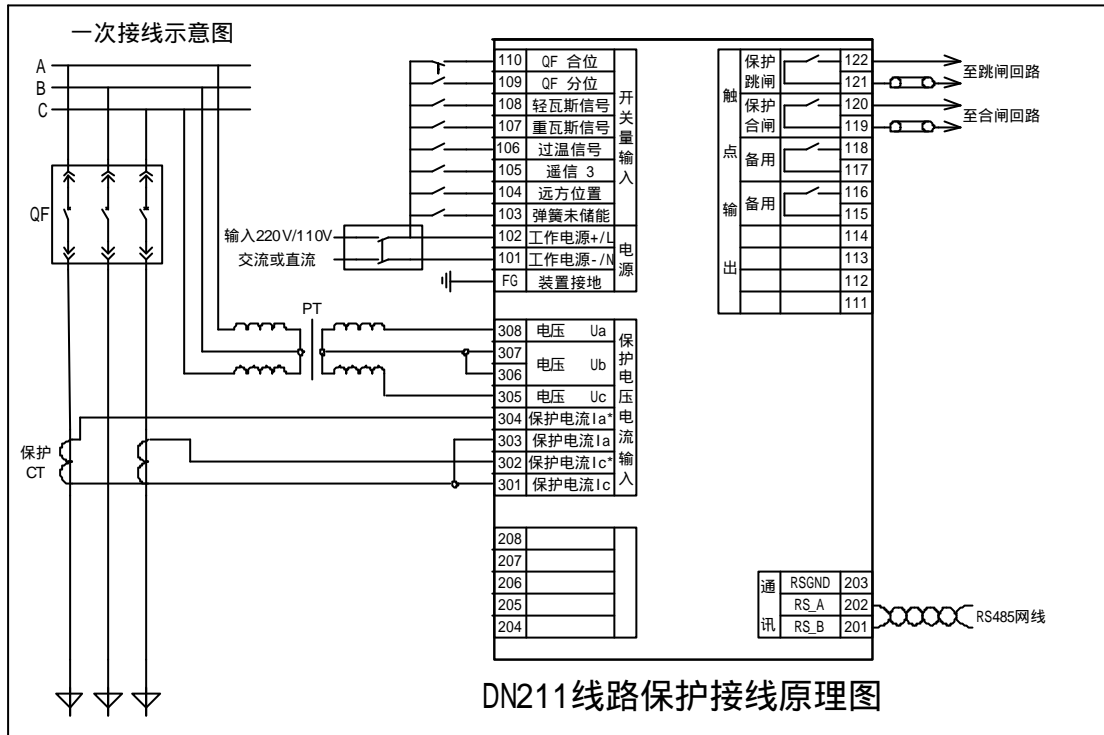 一次接线示意图
A
B
C
QF
110 QF 合位
109 QF 分位
108 轻瓦斯信号
107 重瓦斯信号
106 过温信号
105 遥信 3
104 远方位置
103 弹簧未储能
开关量输入
102 工作电源+/L
101 工作电源-/N
FG 装置接地
电源
输入220V/110V
交流或直流
PT
308 电压 Ua
307
306
电压 Ub
305 电压 Uc
304 保护电流Ia*
303 保护电流Ia
302 保护电流Ic*
301 保护电流Ic
保护电压电流输入
保护
CT
208
207
206
205
204
触点输出
保护
跳闸
122
121
至跳闸回路
保护
合闸
120
119
至合闸回路
备用
118
117
备用
116
115
114
113
112
111
通讯
RSGND 203
RS_A 202
RS_B 201
RS485网线
DN211线路保护接线原理图